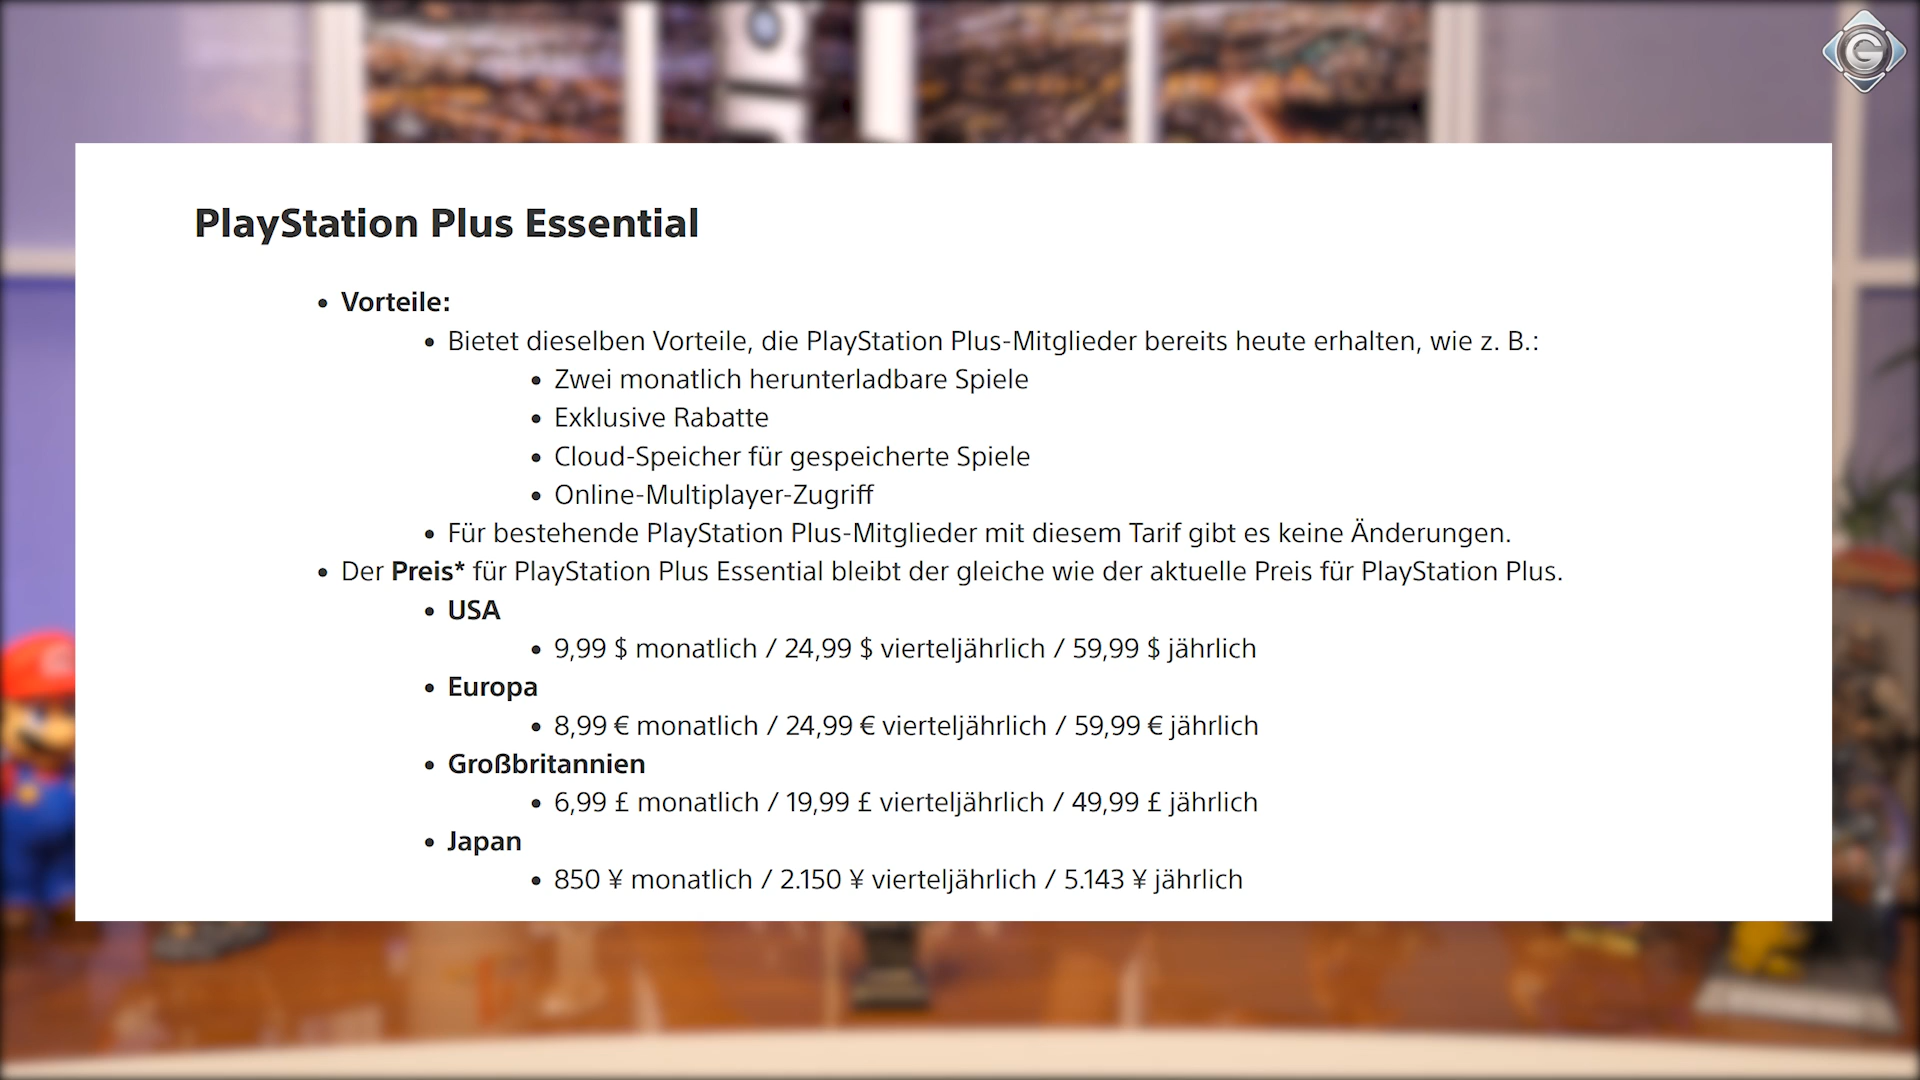 PlayStation Plus Essential
• Vorteile:
• Bietet dieselben Vorteile, die PlayStation Plus-Mitglieder bereits heute erhalten, wie z. B.:
• Zwei monatlich herunterladbare Spiele
• Exklusive Rabatte
• Cloud-Speicher für gespeicherte Spiele
• Online-Multiplayer-Zugriff
• Für bestehende PlayStation Plus-Mitglieder mit diesem Tarif gibt es keine Änderungen.
• Der Preis* für PlayStation Plus Essential bleibt der gleiche wie der aktuelle Preis für PlayStation Plus.
• USA
• 9,99 $ monatlich / 24,99 $ vierteljährlich / 59,99 $ jährlich
• Europa
• 8,99 € monatlich / 24,99 € vierteljährlich / 59,99 € jährlich
• Großbritannien
• 6,99 £ monatlich / 19,99 £ vierteljährlich / 49,99 £ jährlich
• Japan
• 850 ¥ monatlich / 2.150 ¥ vierteljährlich / 5.143 ¥ jährlich
G